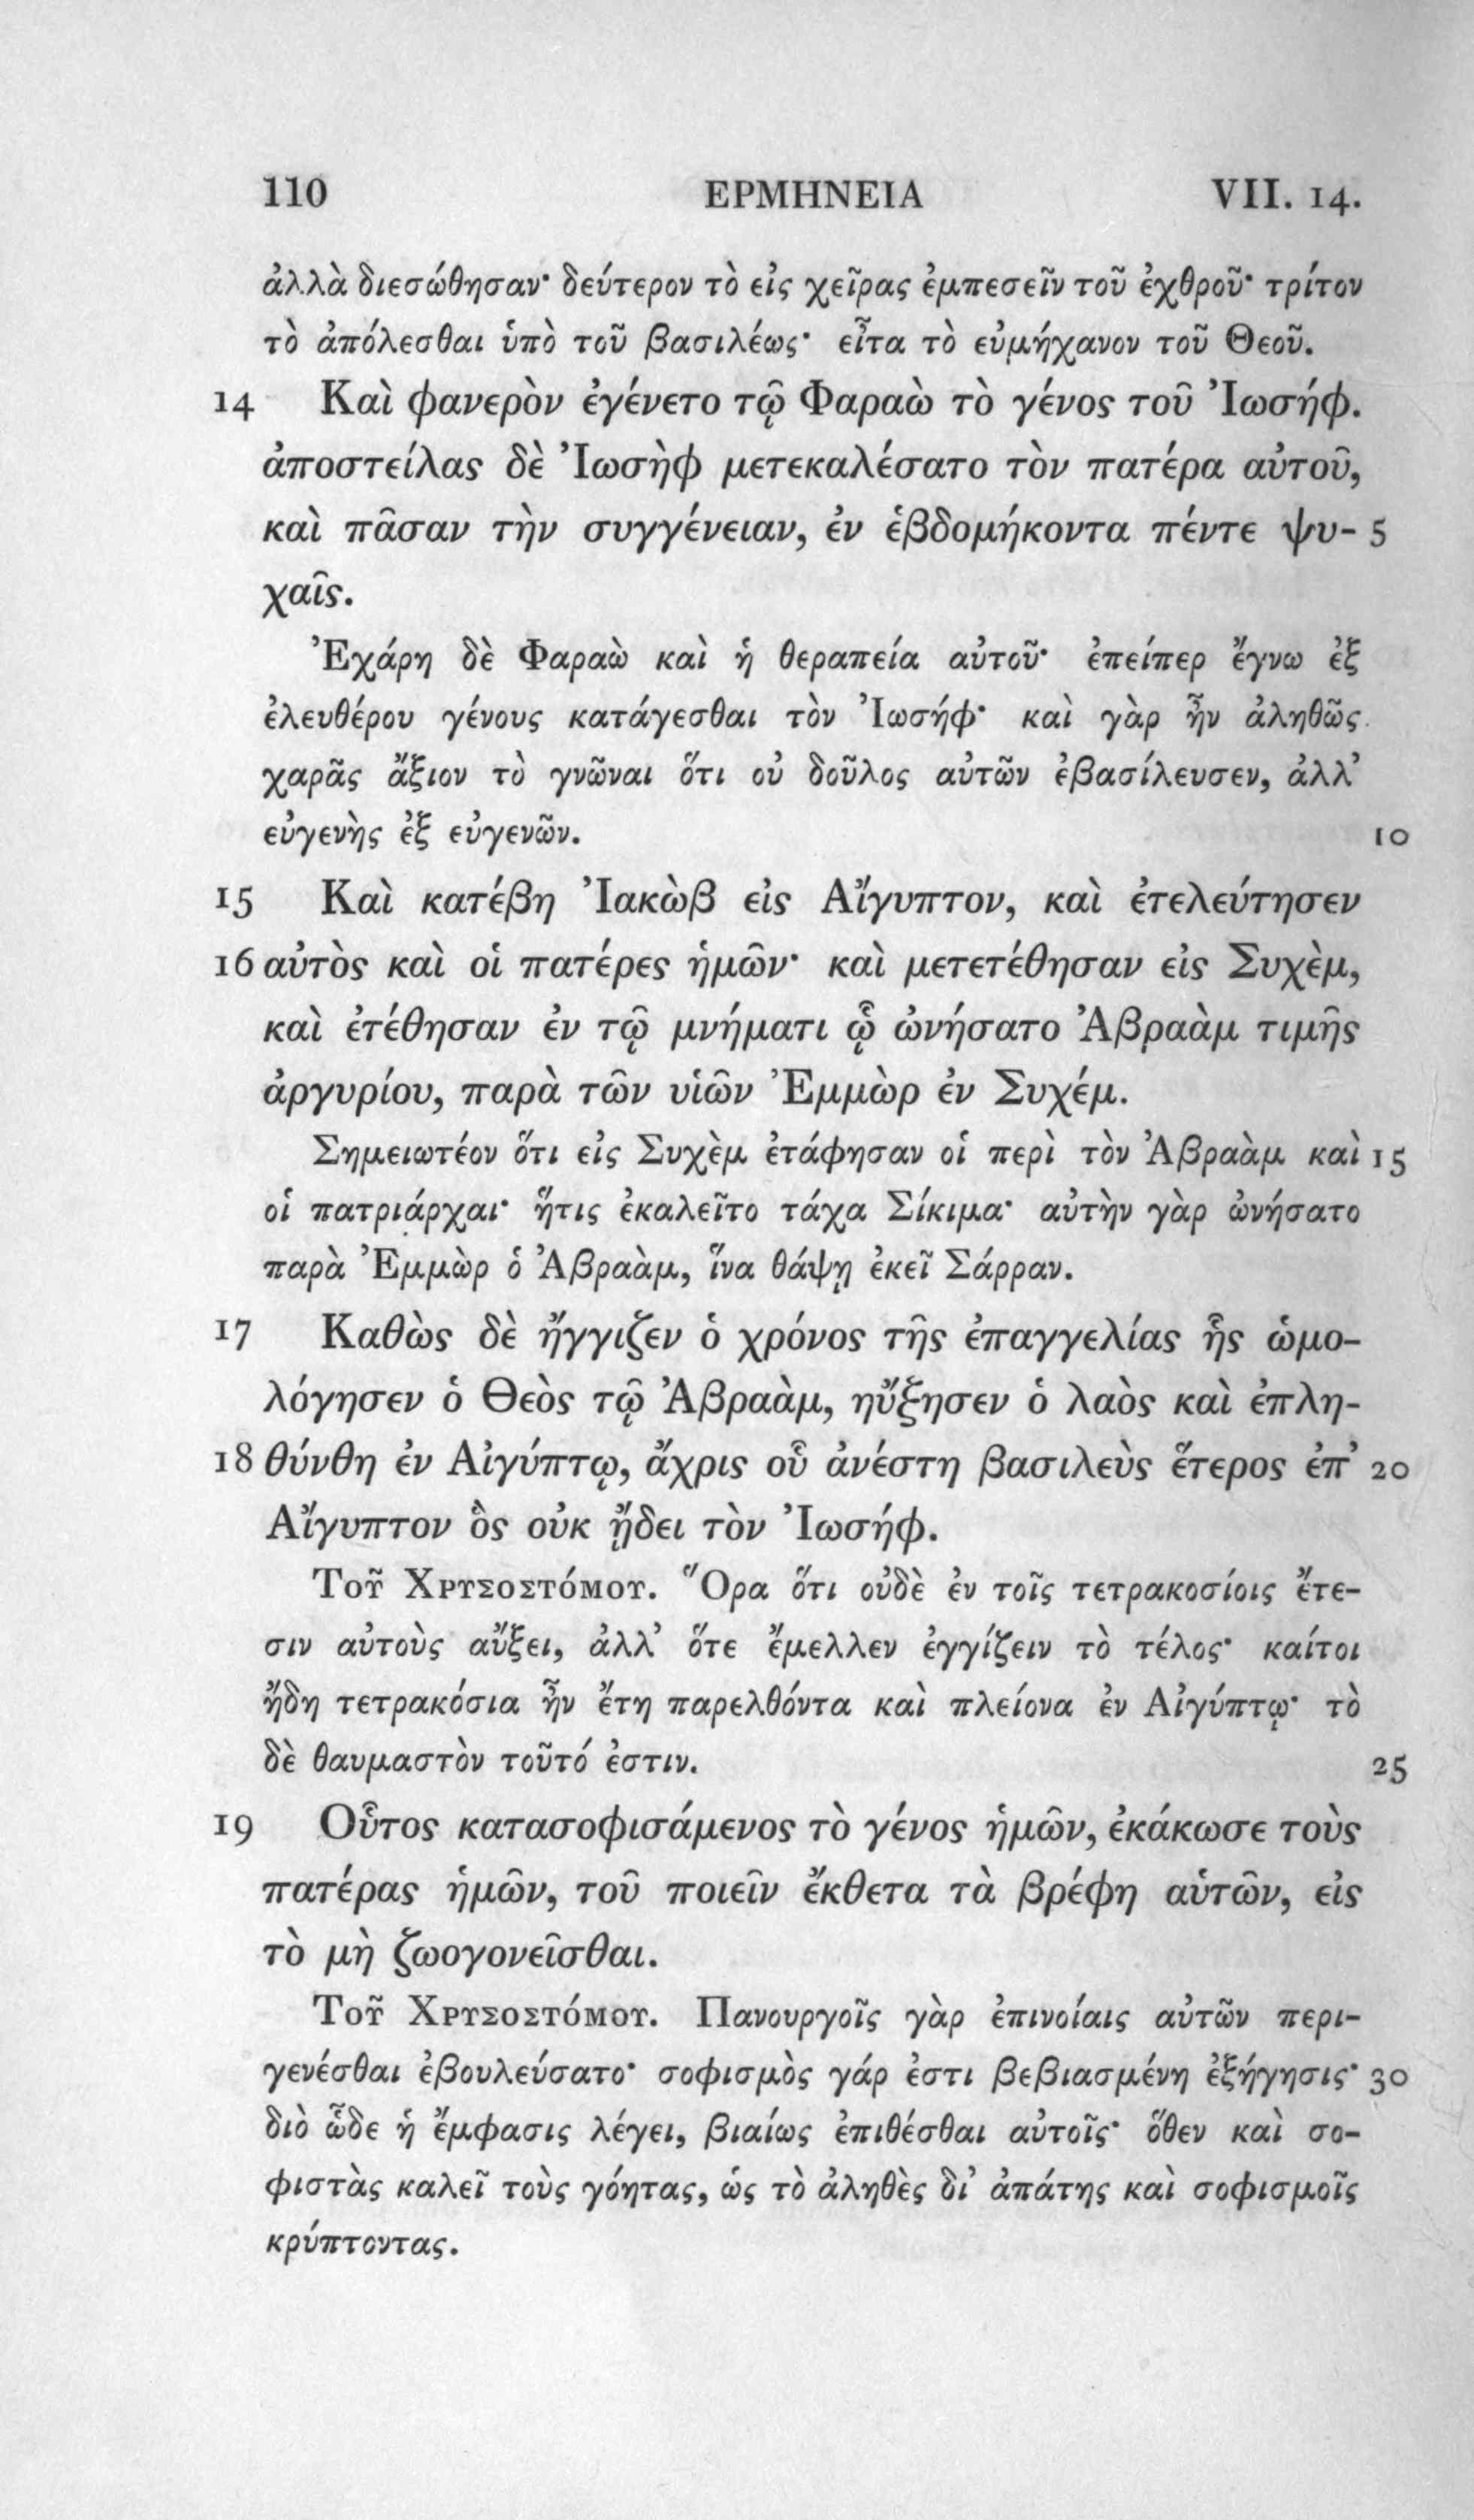 110 ΕΡΜΗΝΕΙΑ VII. 14.
ἀλλὰ διεσώθησαν· δεύτερον τὸ εἰς χεῖρας ἐμπεσεῖν τοῦ ἐχθροῦ· τρίτον
τὸ ἀπόλεσθαι ὑπὸ τοῦ βασιλέως· εἶτα τὸ εὐμήχανον τοῦ Θεοῦ.
14 Καὶ φανερὸν ἐγένετο τῷ Φαραὼ τὸ γένος τοῦ Ἰωσήφ.
ἀποστείλας δὲ Ἰωσὴφ μετεκαλέσατο τὸν πατέρα αὐτοῦ,
καὶ πᾶσαν τὴν συγγένειαν, ἐν ἑβδομήκοντα πέντε ψυ- 5
χαῖς.
Ἐχάρη δὲ Φαραὼ καὶ ἡ θεραπεία αὐτοῦ· ἐπείπερ ἔγνω ἐξ
ἐλευθέρου γένους κατάγεσθαι τὸν Ἰωσήφ· καὶ γὰρ ἦν ἀληθῶς
χαρᾶς ἄξιον τὸ γνῶναι ὅτι οὐ δοῦλος αὐτῶν ἐβασίλευσεν, ἀλλ’
εὐγενὴς ἐξ εὐγενῶν. 10
15 Καὶ κατέβη Ἰακὼβ εἰς Αἴγυπτον, καὶ ἐτελεύτησεν
16 αὐτὸς καὶ οἱ πατέρες ἡμῶν· καὶ μετετέθησαν εἰς Συχὲμ,
καὶ ἐτέθησαν ἐν τῷ μνήματι ᾧ ὠνήσατο Ἀβραὰμ τιμῆς
ἀργυρίου, παρὰ τῶν υἱῶν Ἐμμὼρ ἐν Συχέμ.
Σημειωτέον ὅτι εἰς Συχὲμ ἐτάφησαν οἱ περὶ τὸν Ἀβραὰμ καὶ 15
οἱ πατριάρχαι· ἥτις ἐκαλεῖτο τάχα Σίκιμα· αὐτὴν γὰρ ὠνήσατο
παρὰ Ἐμμὼρ ὁ Ἀβραὰμ, ἵνα θάψῃ ἐκεῖ Σάρραν.
17 Καθὼς δὲ ἤγγιζεν ὁ χρόνος τῆς ἐπαγγελίας ἧς ὡμο-
λόγησεν ὁ Θεὸς τῷ Ἀβραὰμ, ηὔξησεν ὁ λαὸς καὶ ἐπλη-
18 θύνθη ἐν Αἰγύπτῳ, ἄχρις οὗ ἀνέστη βασιλεὺς ἕτερος ἐπ’ 20
Αἴγυπτον ὃς οὐκ ᾔδει τὸν Ἰωσήφ.
Τοῦ Χρυσοστόμου. Ὅρα ὅτι οὐδὲ ἐν τοῖς τετρακοσίοις ἔτε-
σιν αὐτοὺς αὔξει, ἀλλ’ ὅτε ἔμελλεν ἐγγίζειν τὸ τέλος· καίτοι
ἤδη τετρακόσια ἦν ἔτη παρελθόντα καὶ πλείονα ἐν Αἰγύπτῳ· τὸ
δὲ θαυμαστὸν τοῦτό ἐστιν. 25
19 Οὗτος κατασοφισάμενος τὸ γένος ἡμῶν, ἐκάκωσε τοὺς
πατέρας ἡμῶν, τοῦ ποιεῖν ἔκθετα τὰ βρέφη αὑτῶν, εἰς
τὸ μὴ ζωογονεῖσθαι.
Τοῦ Χρυσοστόμου. Πανουργοῖς γὰρ ἐπινοίαις αὐτῶν περι-
γενέσθαι ἐβουλεύσατο· σοφισμὸς γάρ ἐστι βεβιασμένη ἐξήγησις· 30
διὸ ὧδε ἡ ἔμφασις λέγει, βιαίως ἐπιθέσθαι αὐτοῖς· ὅθεν καὶ σο-
φιστὰς καλεῖ τοὺς γόητας, ὡς τὸ ἀληθὲς δι’ ἀπάτης καὶ σοφισμοῖς
κρύπτοντας.